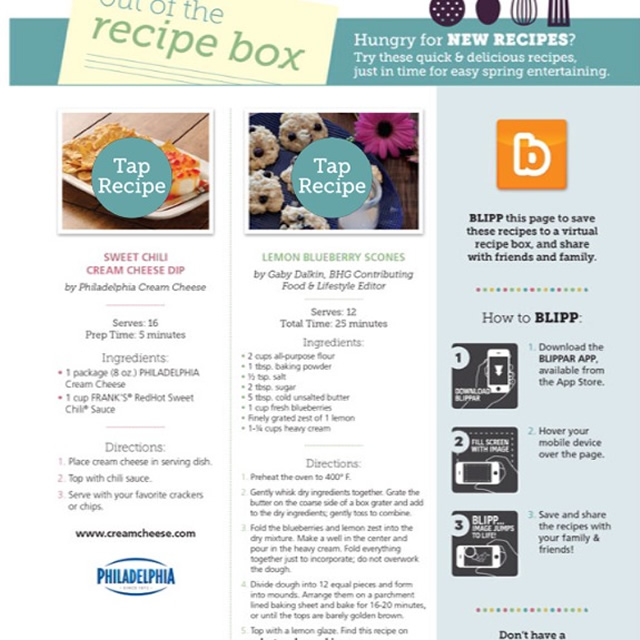 out of the
recipe box
Hungry for NEW RECIPES?
Try these quick & delicious recipes,
just in time for easy spring entertaining.
Tap
Recipe
SWEET CHILI
CREAM CHEESE DIP
by Philadelphia Cream Cheese
Serves: 16
Prep Time: 5 minutes
Ingredients:
• 1 package (8 oz.) PHILADELPHIA
Cream Cheese
• 1 cup FRANK'S® RedHot Sweet
Chili® Sauce
Directions:
1. Place cream cheese in serving dish.
2. Top with chili sauce.
3. Serve with your favorite crackers
or chips.
www.creamcheese.com
PHILADELPHIA
Tap
Recipe
LEMON BLUEBERRY SCONES
by Gaby Dalkin, BHG Contributing
Food & Lifestyle Editor
Serves: 12
Total Time: 25 minutes
Ingredients:
• 2 cups all-purpose flour
• 1 tbsp. baking powder
• ½ tsp. salt
• 2 tbsp. sugar
• 5 tbsp. cold unsalted butter
• 1 cup fresh blueberries
• Finely grated zest of 1 lemon
• 1-¼ cups heavy cream
Directions:
1. Preheat the oven to 400° F.
2. Gently whisk dry ingredients together. Grate the
butter on the coarse side of a box grater and add
to the dry ingredients; gently toss to combine.
3. Fold the blueberries and lemon zest into the
dry mixture. Make a well in the center and
pour in the heavy cream. Fold everything
together just to incorporate; do not overwork
the dough.
4. Divide dough into 12 equal pieces and form
into mounds. Arrange them on a parchment
lined baking sheet and bake for 16-20 minutes,
or until the tops are barely golden brown.
5. Top with a lemon glaze. Find this recipe on
b
BLIPP this page to save
these recipes to a virtual
recipe box, and share
with friends and family.
How to BLIPP:
1
DOWNLOAD
BLIPPAR
1. Download the
BLIPPAR APP,
available from
the App Store.
2
FILL SCREEN
WITH IMAGE
2. Hover your
mobile device
over the page.
3
BLIPP...
IMAGE JUMPS
TO LIFE!
3. Save and share
the recipes with
your family &
friends!
Don't have a